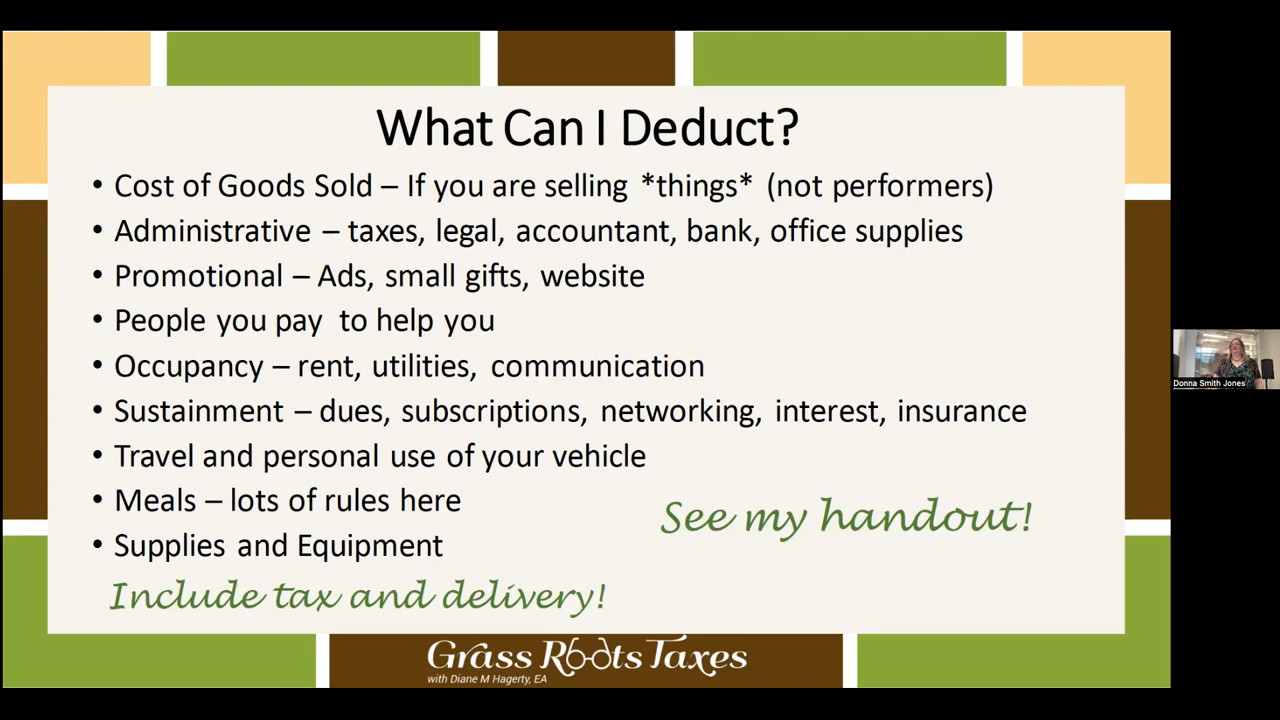 What Can I Deduct?
• Cost of Goods Sold – If you are selling *things* (not performers)
• Administrative – taxes, legal, accountant, bank, office supplies
• Promotional – Ads, small gifts, website
• People you pay  to help you
• Occupancy – rent, utilities, communication
• Sustainment – dues, subscriptions, networking, interest, insurance
• Travel and personal use of your vehicle
• Meals – lots of rules here
See my handout!
• Supplies and Equipment
Include tax and delivery!
Grass Roots Taxes
with Diane M Hagerty, EA
Donna Smith Jones